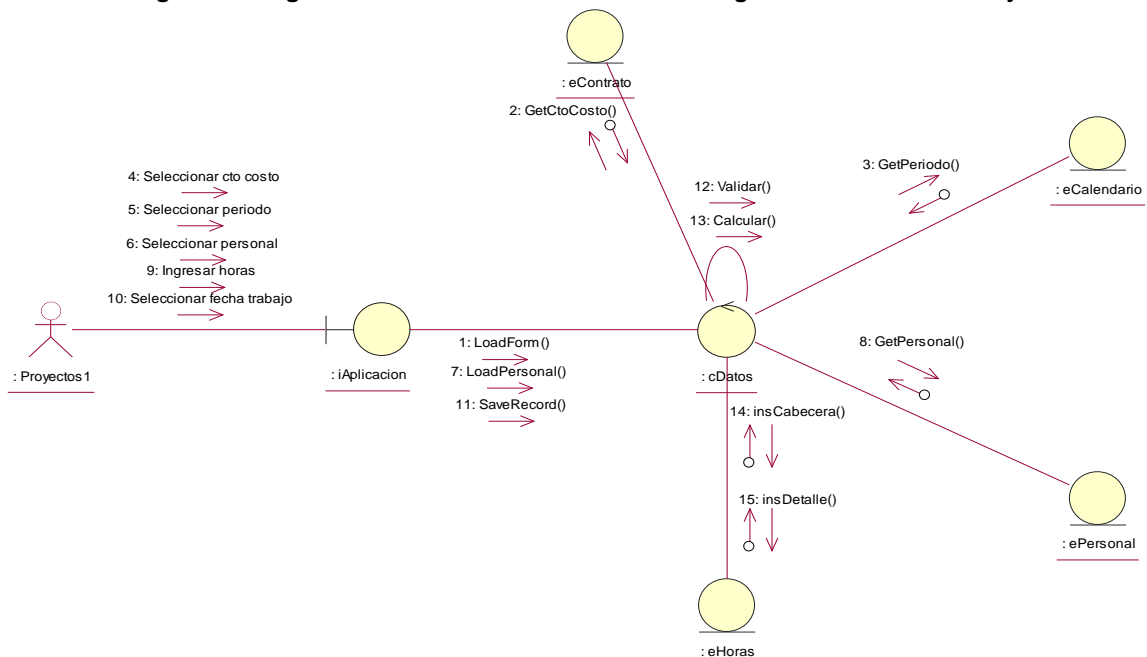 : eContrato
2: GetCtoCosto()
3: GetPeriodo()
: eCalendario
4: Seleccionar cto costo
5: Seleccionar periodo
6: Seleccionar personal
9: Ingresar horas
10: Seleccionar fecha trabajo
12: Validar()
13: Calcular()
: Proyectos1
: iAplicacion
1: LoadForm()
7: LoadPersonal()
11: SaveRecord()
: cDatos
8: GetPersonal()
14: insCabecera()
15: insDetalle()
: ePersonal
: eHoras